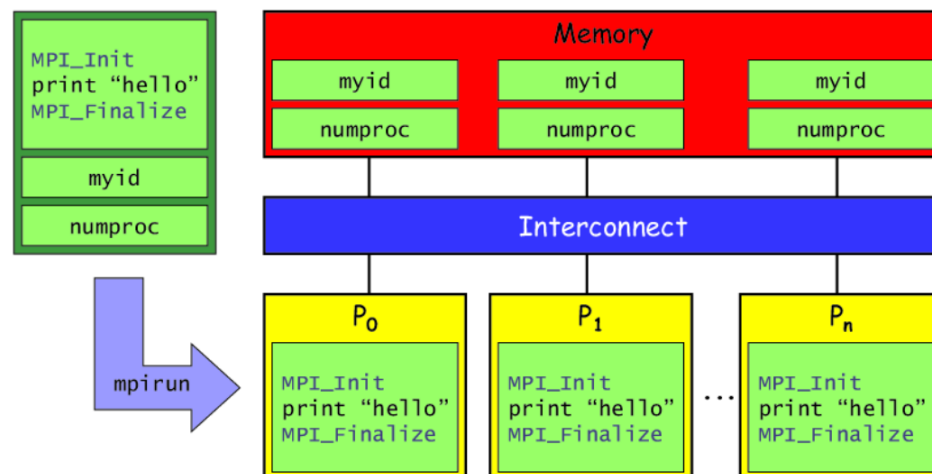 MPI_Init
print “hello”
MPI_Finalize
myid
numproc
mpirun
Memory
myid
myid
myid
numproc
numproc
numproc
Interconnect
P0
P1
Pn
MPI_Init
print “hello”
MPI_Finalize
MPI_Init
print “hello”
MPI_Finalize
...
MPI_Init
print “hello”
MPI_Finalize